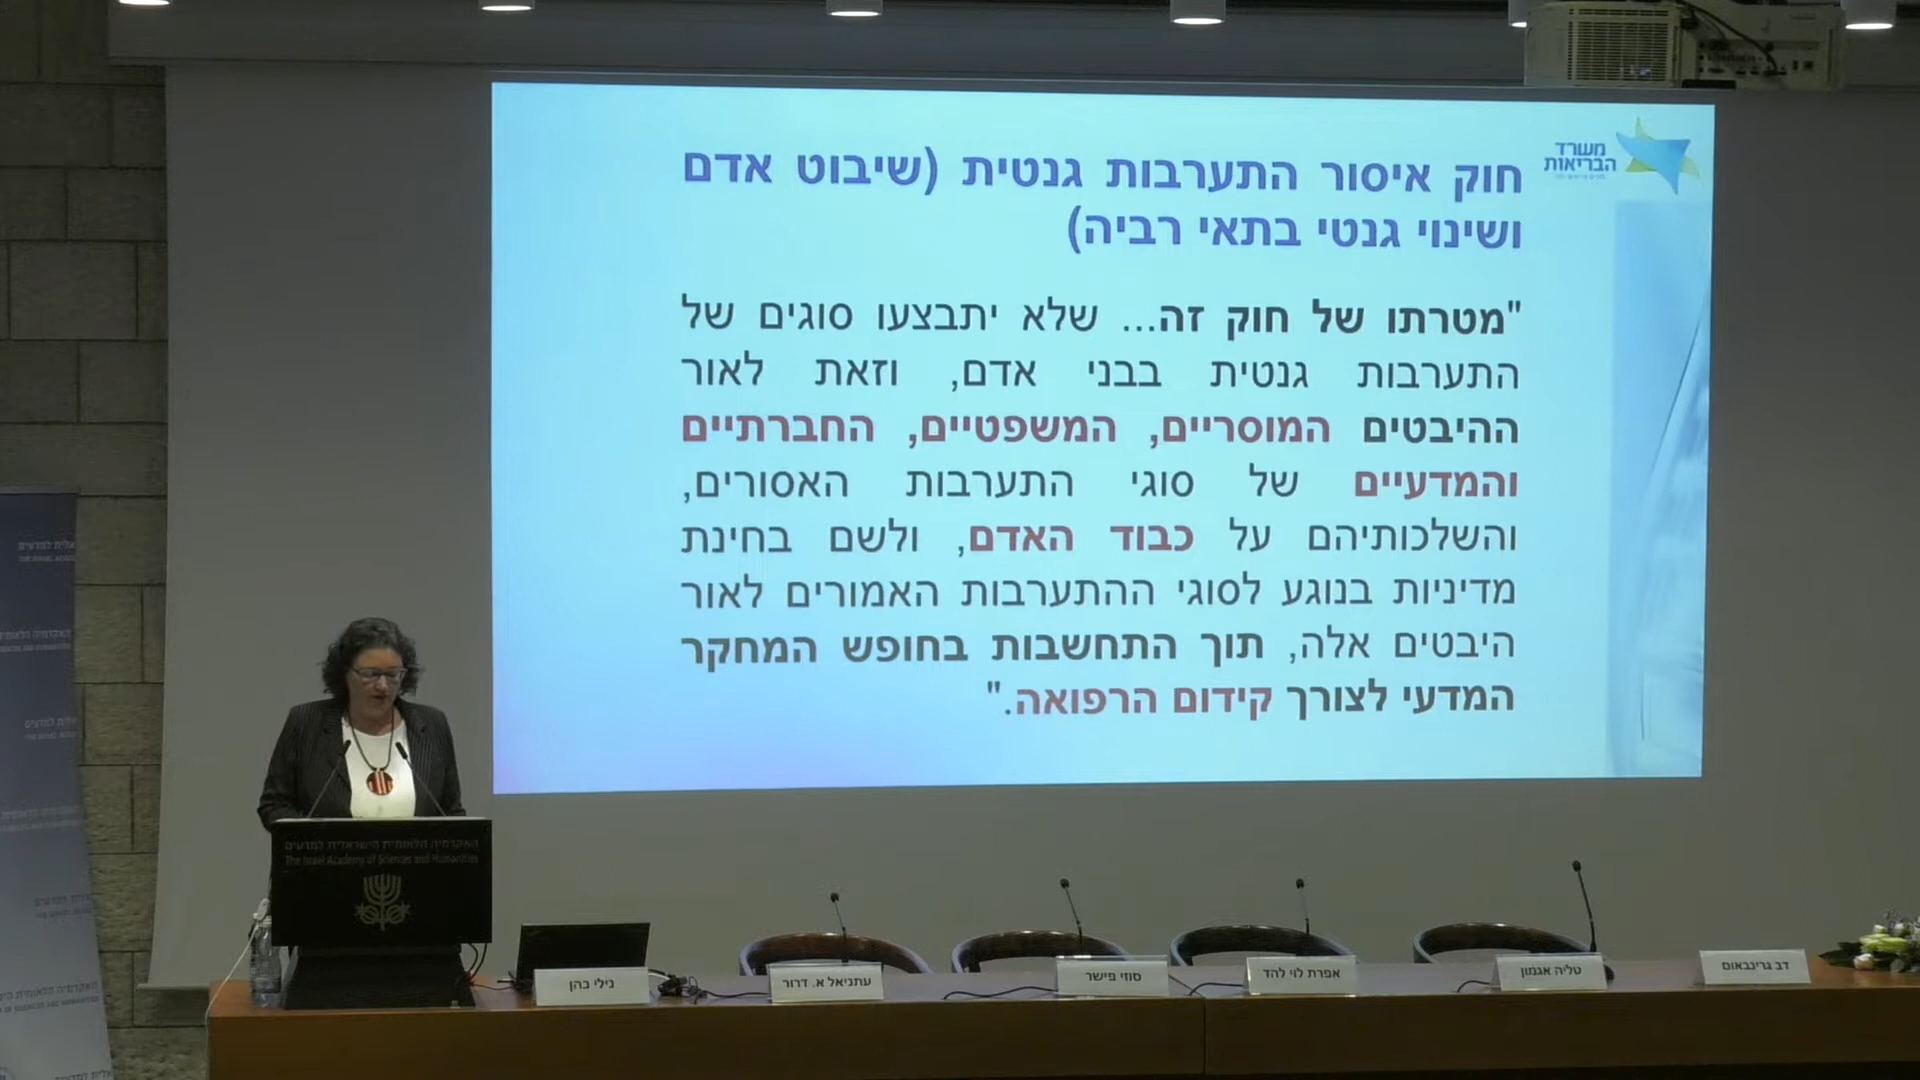 משרד
הבריאות
חוק איסור התערבות גנטית (שיבוט אדם
ושינוי גנטי בתאי רביה)
"מטרתו של חוק זה... שלא יתבצעו סוגים של
התערבות גנטית בבני אדם, וזאת לאור
ההיבטים המוסריים, המשפטיים, החברתיים
והמדעיים של סוגי התערבות האסורים,
והשלכותיהם על כבוד האדם, ולשם בחינת
מדיניות בנוגע לסוגי ההתערבות האמורים לאור
היבטים אלה, תוך התחשבות בחופש המחקר
המדעי לצורך קידום הרפואה."
האקדמיה הלאומית הישראלית למדעים
The Israel Academy of Sciences and Humanities
נילי כהן
עתניאל א. דרור
סוזי פישר
אפרת לוי להד
טליה אגמון
דב גרינבאום